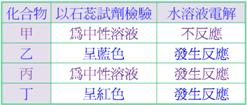 化合物 以石蕊試劑檢驗 水溶液電解
甲 為中性溶液 不反應
乙 呈藍色 發生反應
丙 為中性溶液 發生反應
丁 呈紅色 發生反應